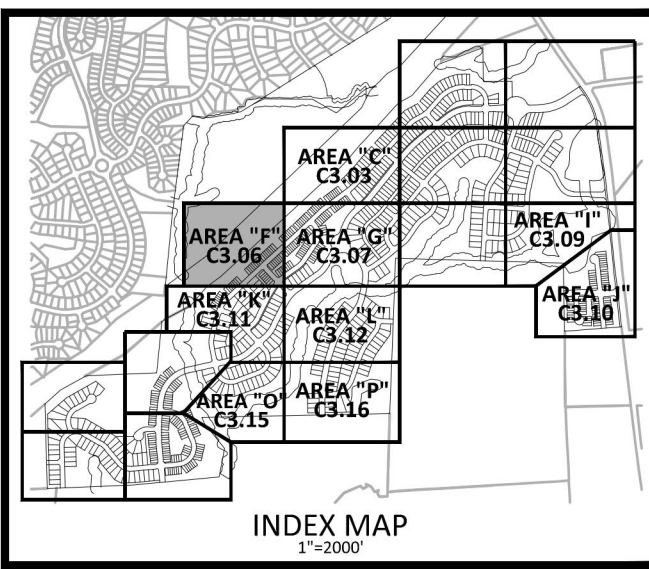 AREA "C"
C3.03
AREA "F"
C3.06
AREA "G"
C3.07
AREA "I"
C3.09
AREA "J"
C3.10
AREA "K"
C3.11
AREA "L"
C3.12
AREA "O"
C3.15
AREA "P"
C3.16
INDEX MAP
1"=2000'